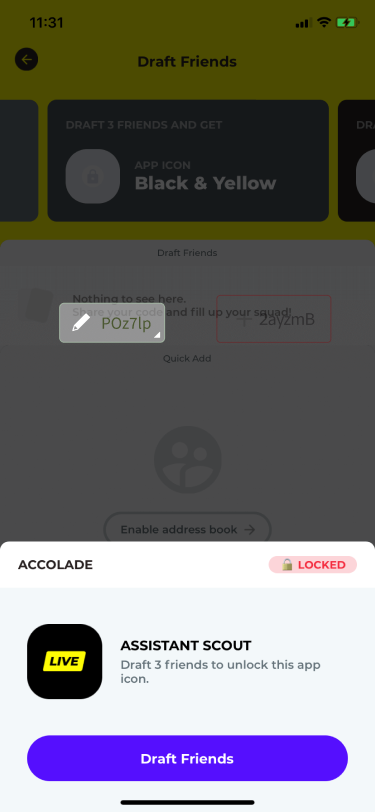 11:31
Draft Friends
DRAFT 3 FRIENDS AND GET
DRA
APP ICON
Black & Yellow
Draft Friends
Nothing to see here.
Share your code and fill up your squad!
POz7lp
2ayzmB
Quick Add
Enable address book
ACCOLADE
LOCKED
LIVE
ASSISTANT SCOUT
Draft 3 friends to unlock this app
icon.
Draft Friends